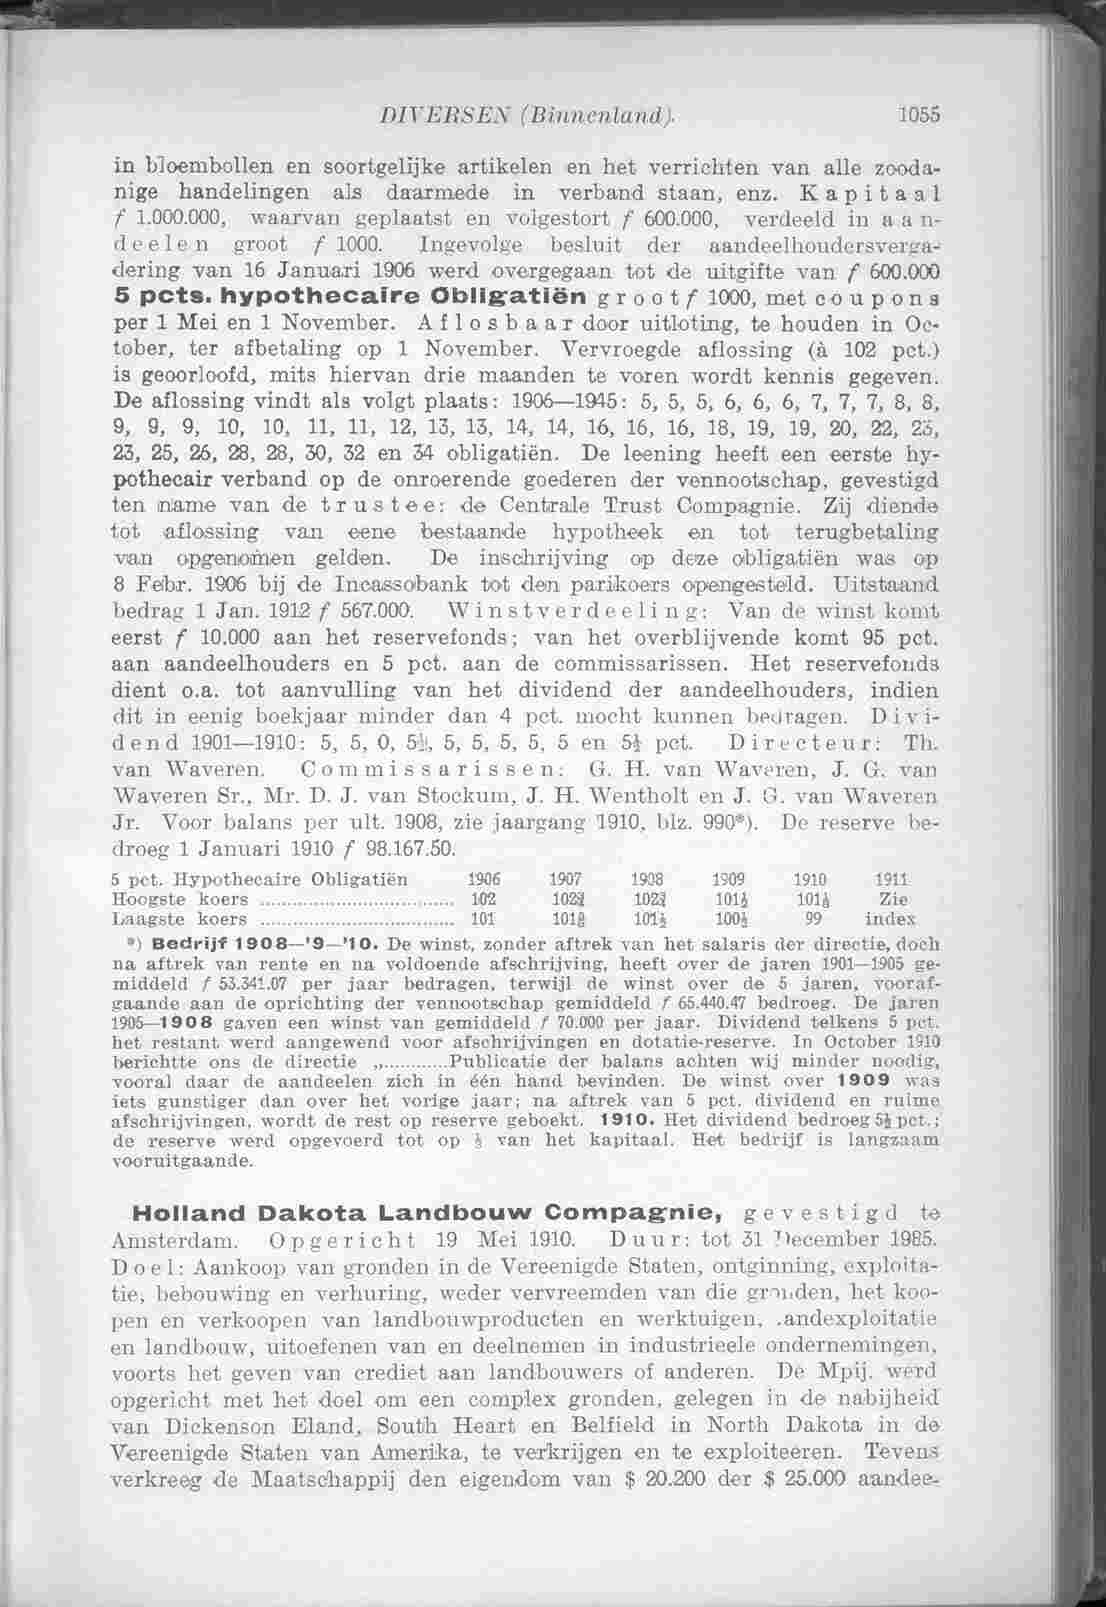 DIVERSEN (Binnenland). 1055
in bloembollen en soortgelijke artikelen en het verrichten van alle zooda-
nige handelingen als daarmede in verband staan, enz. Kapitaal
f 1.000.000, waarvan geplaatst en volgestort f 600.000, verdeeld in aan-
deelen groot f 1000. Ingevolge besluit der aandeelhoudersverga-
dering van 16 Januari 1906 werd overgegaan tot de uitgifte van f 600.000
5 pcts. hypothecaire Obligatiën groot f 1000, met coupons
per 1 Mei en 1 November. Aflosbaar door uitloting, te houden in Oc-
tober, ter afbetaling op 1 November. Vervroegde aflossing (à 102 pct.)
is geoorloofd, mits hiervan drie maanden te voren wordt kennis gegeven.
De aflossing vindt als volgt plaats: 1906—1945: 5, 5, 5, 6, 6, 6, 7, 7, 7, 8, 8,
9, 9, 9, 10, 10, 11, 11, 12, 13, 13, 14, 14, 16, 16, 16, 18, 19, 19, 20, 22, 23,
23, 25, 26, 28, 28, 30, 32 en 34 obligatiën. De leening heeft een eerste hy-
pothecair verband op de onroerende goederen der vennootschap, gevestigd
ten name van de trustee: de Centrale Trust Compagnie. Zij diende
tot aflossing van eene bestaande hypotheek en tot terugbetaling
van opgenomen gelden. De inschrijving op deze obligatiën was op
8 Febr. 1906 bij de Incassobank tot den parikoers opengesteld. Uitstaand
bedrag 1 Jan. 1912 f 567.000. Winstverdeeling: Van de winst komt
eerst f 10.000 aan het reservefonds; van het overblijvende komt 95 pct.
aan aandeelhouders en 5 pct. aan de commissarissen. Het reservefonds
dient o.a. tot aanvulling van het dividend der aandeelhouders, indien
dit in eenig boekjaar minder dan 4 pct. mocht kunnen bedragen. Divi-
dend 1901—1910: 5, 5, 0, 5½, 5, 5, 5, 5, 5 en 5½ pct. Directeur: Th.
van Waveren. Commissarissen: G. H. van Waveren, J. G. van
Waveren Sr., Mr. D. J. van Stockum, J. H. Wentholt en J. G. van Waveren
Jr. Voor balans per ult. 1908, zie jaargang 1910, blz. 990*). De reserve be-
droeg 1 Januari 1910 f 98.167.50.
5 pct. Hypothecaire Obligatiën 1906 1907 1908 1909 1910 1911
Hoogste koers .................................... 102 102¾ 102¾ 101½ 101½ Zie
Laagste koers .................................... 101 101⅝ 101½ 100½ 99 index
*) Bedrijf 1908—'9—'10. De winst, zonder aftrek van het salaris der directie, doch
na aftrek van rente en na voldoende afschrijving, heeft over de jaren 1901—1905 ge-
middeld f 53.341.07 per jaar bedragen, terwijl de winst over de 5 jaren, vooraf-
gaande aan de oprichting der vennootschap gemiddeld f 65.440.47 bedroeg. De jaren
1905—1908 gaven een winst van gemiddeld f 70.000 per jaar. Dividend telkens 5 pct.
het restant werd aangewend voor afschrijvingen en dotatie-reserve. In October 1910
berichtte ons de directie „............Publicatie der balans achten wij minder noodig,
vooral daar de aandeelen zich in één hand bevinden. De winst over 1909 was
iets gunstiger dan over het vorige jaar; na aftrek van 5 pct. dividend en ruime
afschrijvingen, wordt de rest op reserve geboekt. 1910. Het dividend bedroeg 5½ pct.;
de reserve werd opgevoerd tot op van het kapitaal. Het bedrijf is langzaam
vooruitgaande.
Holland Dakota Landbouw Compagnie, gevestigd te
Amsterdam. Opgericht 19 Mei 1910. Duur: tot 31 December 1985.
Doel: Aankoop van gronden in de Vereenigde Staten, ontginning, exploita-
tie, bebouwing en verhuring, weder vervreemden van die gronden, het koo-
pen en verkoopen van landbouwproducten en werktuigen, .andexploitatie
en landbouw, uitoefenen van en deelnemen in industrieele ondernemingen,
voorts het geven van crediet aan landbouwers of anderen. De Mpij. werd
opgericht met het doel om een complex gronden, gelegen in de nabijheid
van Dickenson Eland, South Heart en Belfield in North Dakota in de
Vereenigde Staten van Amerika, te verkrijgen en te exploiteeren. Tevens
verkreeg de Maatschappij den eigendom van $ 20.200 der $ 25.000 aandee-